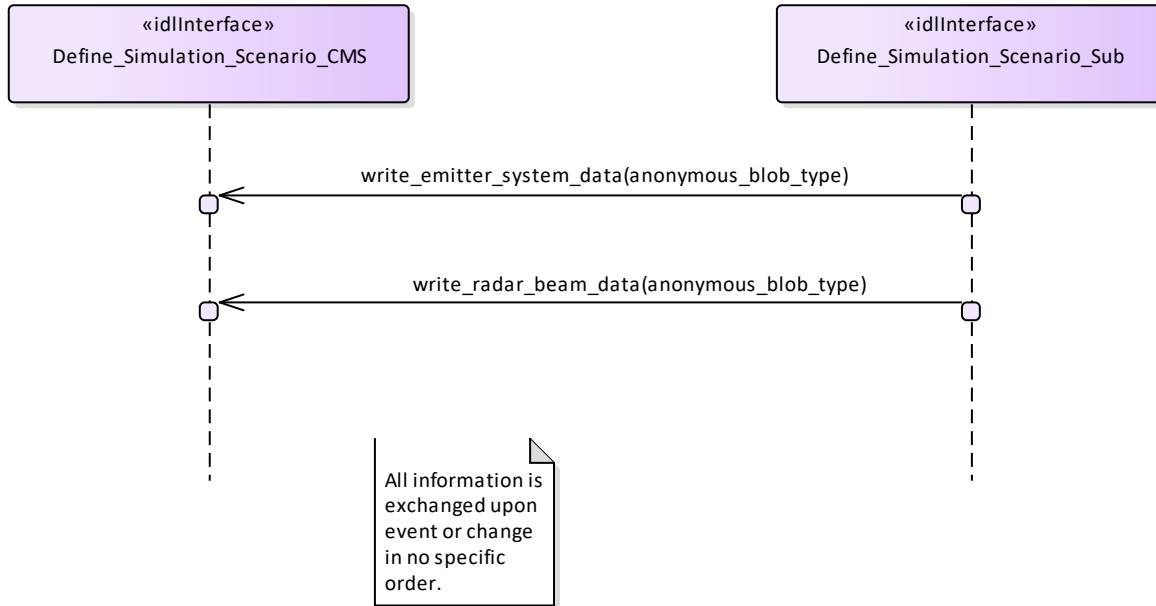 «idlInterface»
Define_Simulation_Scenario_CMS
«idlInterface»
Define_Simulation_Scenario_Sub
write_emitter_system_data(anonymous_blob_type)
write_radar_beam_data(anonymous_blob_type)
All information is
exchanged upon
event or change
in no specific
order.